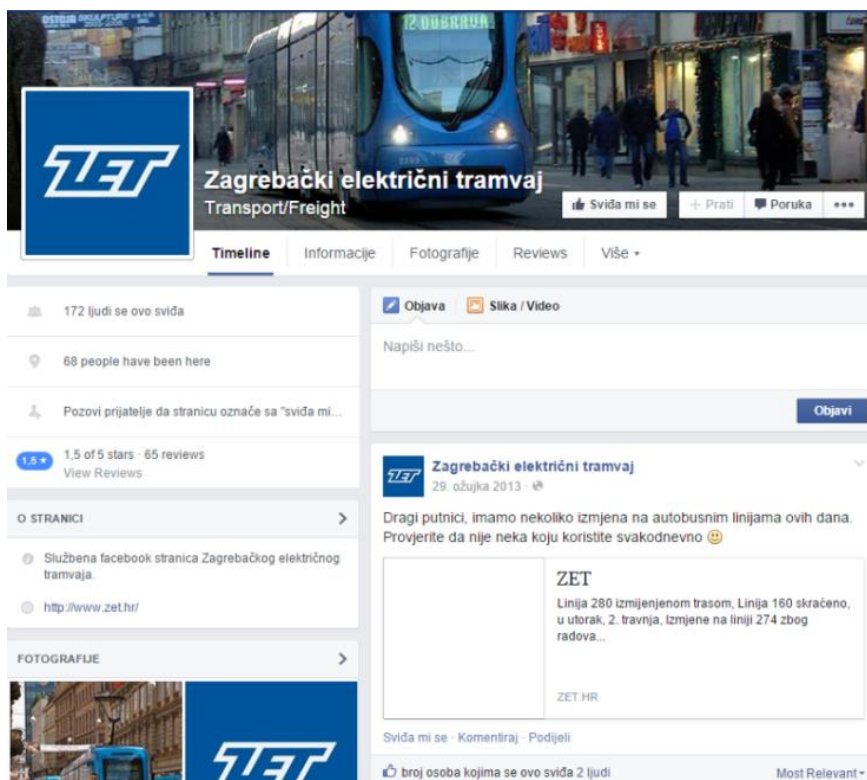 OSTOJA SKULPTURE
2003-2005
12 DUBRAVA
ZET
Zagrebački električni tramvaj
Transport/Freight
Sviđa mi se
+ Prati
Poruka
Timeline
Informacije
Fotografije
Reviews
Više
172 ljudi se ovo sviđa
68 people have been here
Pozovi prijatelje da stranicu označe sa "sviđa mi...
1,5 ★
1,5 of 5 stars · 65 reviews
View Reviews
O STRANICI
Službena facebook stranica Zagrebačkog električnog
tramvaja.
http://www.zet.hr/
FOTOGRAFIJE
ZET
Objava
Slika / Video
Napiši nešto...
Objavi
ZET
Zagrebački električni tramvaj
29. ožujka 2013 ·
Dragi putnici, imamo nekoliko izmjena na autobusnim linijama ovih dana.
Provjerite da nije neka koju koristite svakodnevno
ZET
Linija 280 izmijenjenom trasom, Linija 160 skraćeno,
u utorak, 2. travnja, Izmjene na liniji 274 zbog
radova...
ZET.HR
Sviđa mi se · Komentiraj · Podijeli
broj osoba kojima se ovo sviđa 2 ljudi
Most Relevant